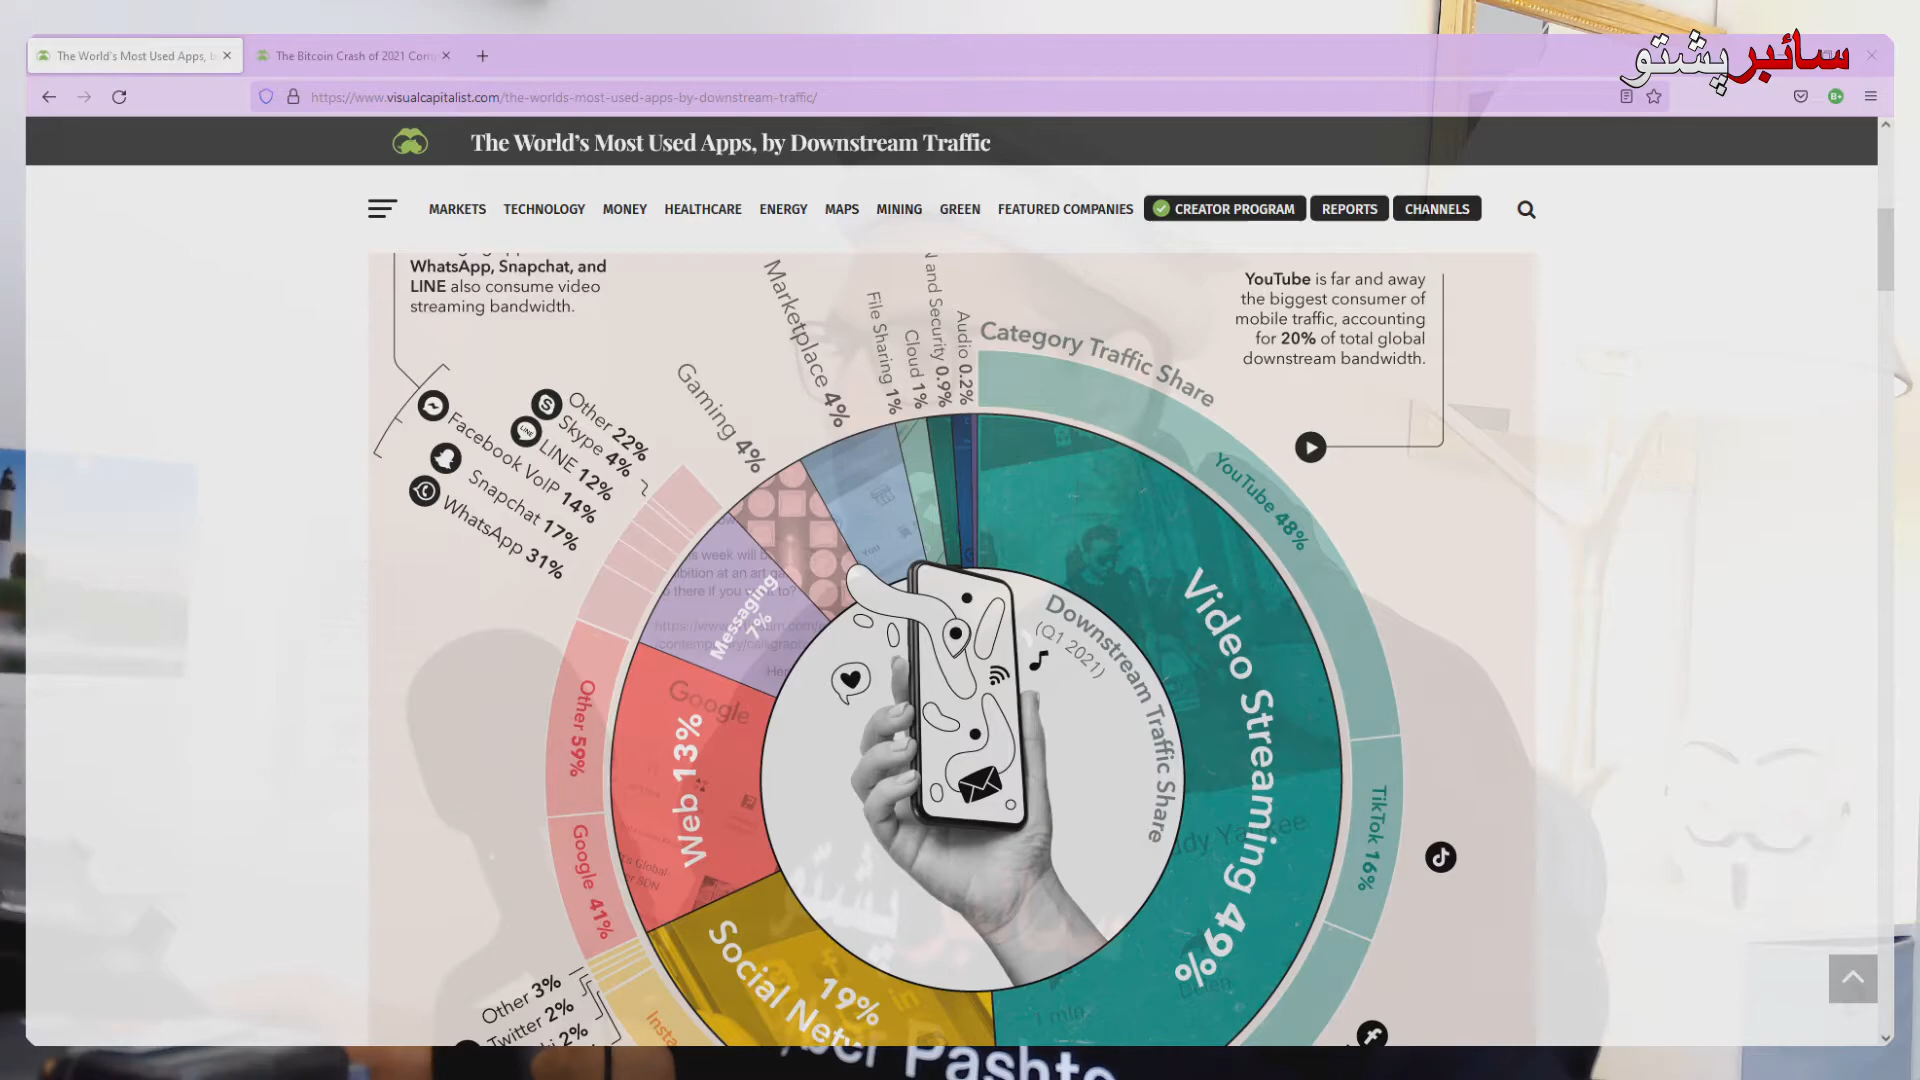 The World's Most Used Apps, b
The Bitcoin Crash of 2021 Com
سائبر پشتو
https://www.visualcapitalist.com/the-worlds-most-used-apps-by-downstream-traffic/
The World's Most Used Apps, by Downstream Traffic
MARKETS TECHNOLOGY MONEY HEALTHCARE ENERGY MAPS MINING GREEN FEATURED COMPANIES CREATOR PROGRAM REPORTS CHANNELS
WhatsApp, Snapchat, and
LINE also consume video
streaming bandwidth.
YouTube is far and away
the biggest consumer of
mobile traffic, accounting
for 20% of total global
downstream bandwidth.
Category Traffic Share
Audio 0.2%
and Security 0.9%
Cloud 1%
File Sharing 1%
Marketplace 4%
Gaming 4%
Other 22%
Skype 4%
LINE 12%
Facebook VoIP 14%
Snapchat 17%
WhatsApp 31%
YouTube 48%
Video Streaming 49%
TikTok 16%
Downstream Traffic Share
(Q1 2021)
Messaging
7%
You
Google
Web 13%
Other 59%
Google 41%
Social Netw
19%
Other 3%
Twitter 2%
2%
Insta
Pashto